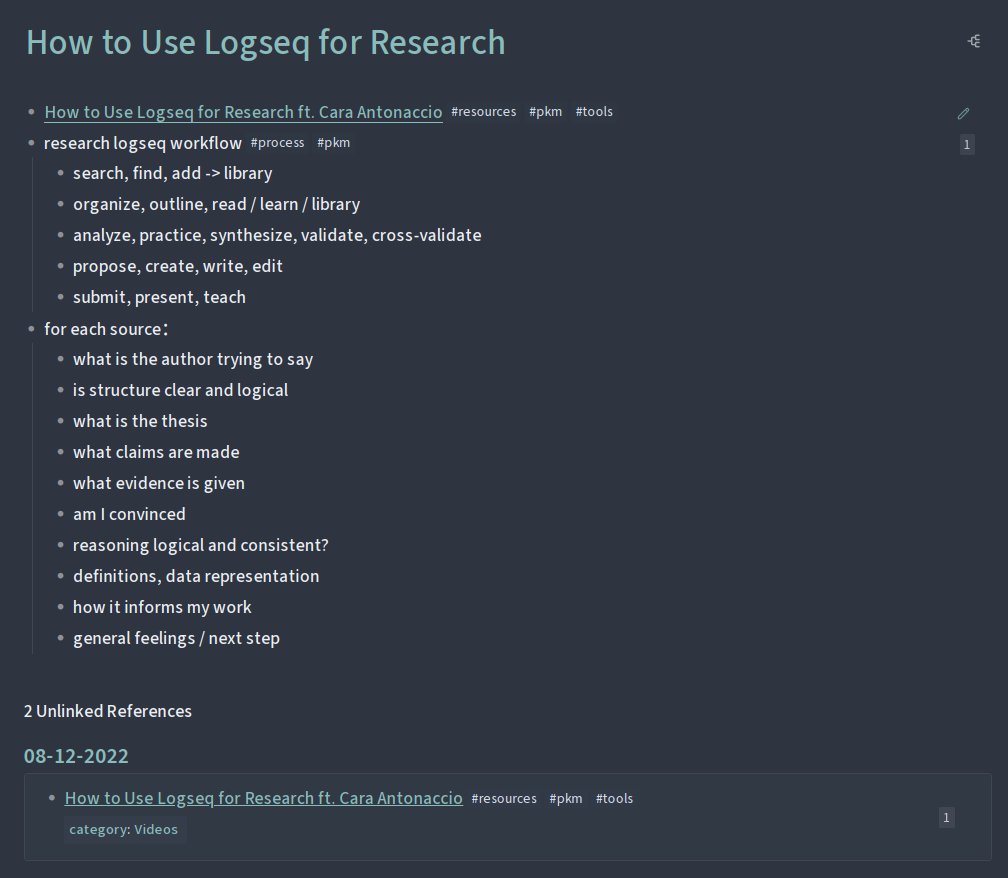 How to Use Logseq for Research
How to Use Logseq for Research ft. Cara Antonaccio #resources #pkm #tools
research logseq workflow #process #pkm 1
search, find, add -> library
organize, outline, read / learn / library
analyze, practice, synthesize, validate, cross-validate
propose, create, write, edit
submit, present, teach
for each source:
what is the author trying to say
is structure clear and logical
what is the thesis
what claims are made
what evidence is given
am I convinced
reasoning logical and consistent?
definitions, data representation
how it informs my work
general feelings / next step
2 Unlinked References
08-12-2022
How to Use Logseq for Research ft. Cara Antonaccio #resources #pkm #tools
1
category: Videos